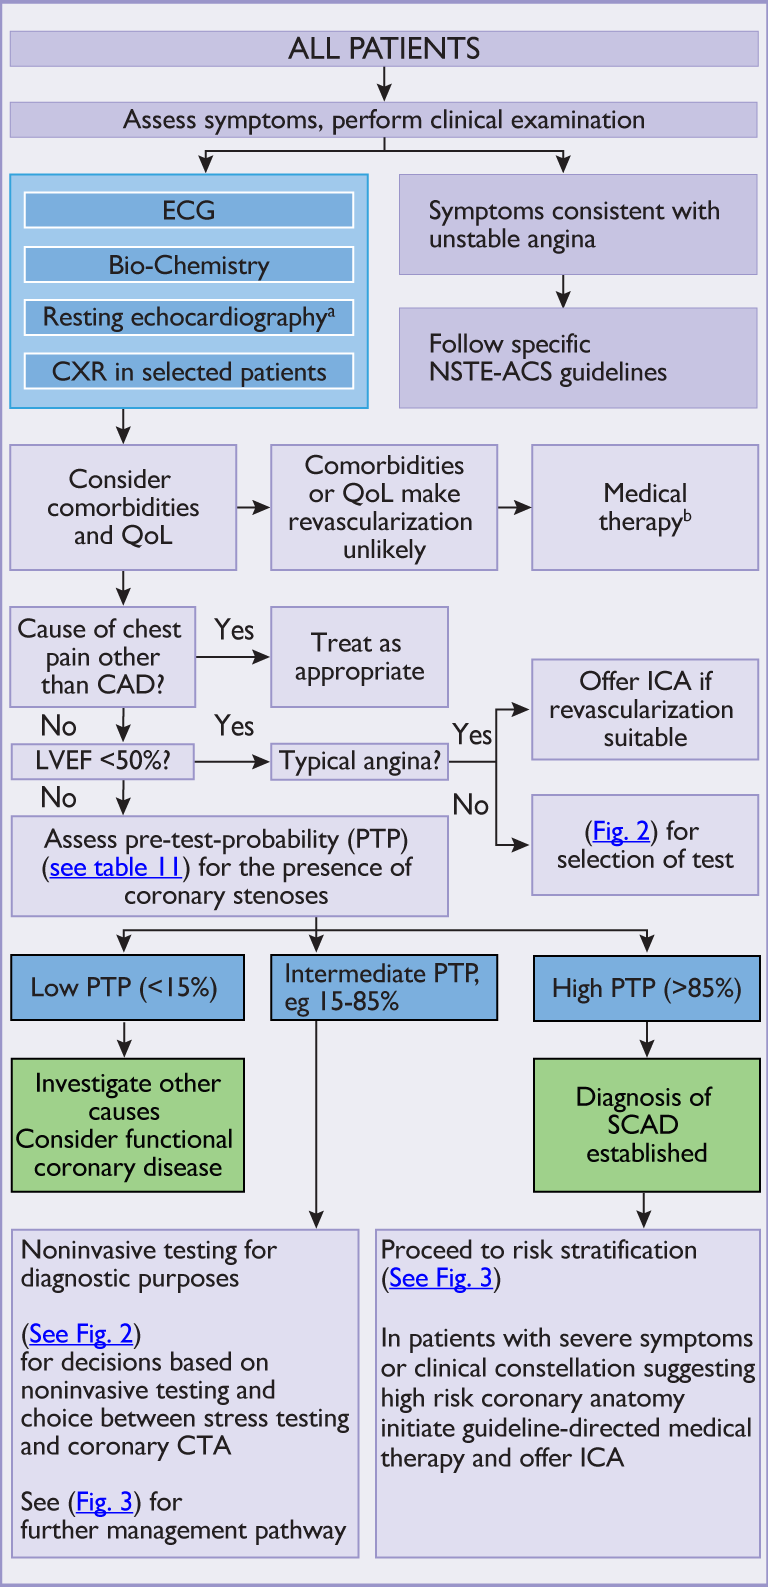 ALL PATIENTS
Assess symptoms, perform clinical examination
ECG
Bio-Chemistry
Resting echocardiographyᵃ
CXR in selected patients
Symptoms consistent with
unstable angina
Follow specific
NSTE-ACS guidelines
Consider
comorbidities
and QoL
Comorbidities
or QoL make
revascularization
unlikely
Medical
therapyᵇ
Cause of chest
pain other
than CAD?
Yes
Treat as
appropriate
No
LVEF <50%?
Yes
Typical angina?
Yes
Offer ICA if
revascularization
suitable
No
(Fig. 2) for
selection of test
No
Assess pre-test-probability (PTP)
(see table 11) for the presence of
coronary stenoses
Low PTP (<15%)
Intermediate PTP,
eg 15-85%
High PTP (>85%)
Investigate other
causes
Consider functional
coronary disease
Diagnosis of
SCAD
established
Noninvasive testing for
diagnostic purposes
(See Fig. 2)
for decisions based on
noninvasive testing and
choice between stress testing
and coronary CTA
See (Fig. 3) for
further management pathway
Proceed to risk stratification
(See Fig. 3)
In patients with severe symptoms
or clinical constellation suggesting
high risk coronary anatomy
initiate guideline-directed medical
therapy and offer ICA